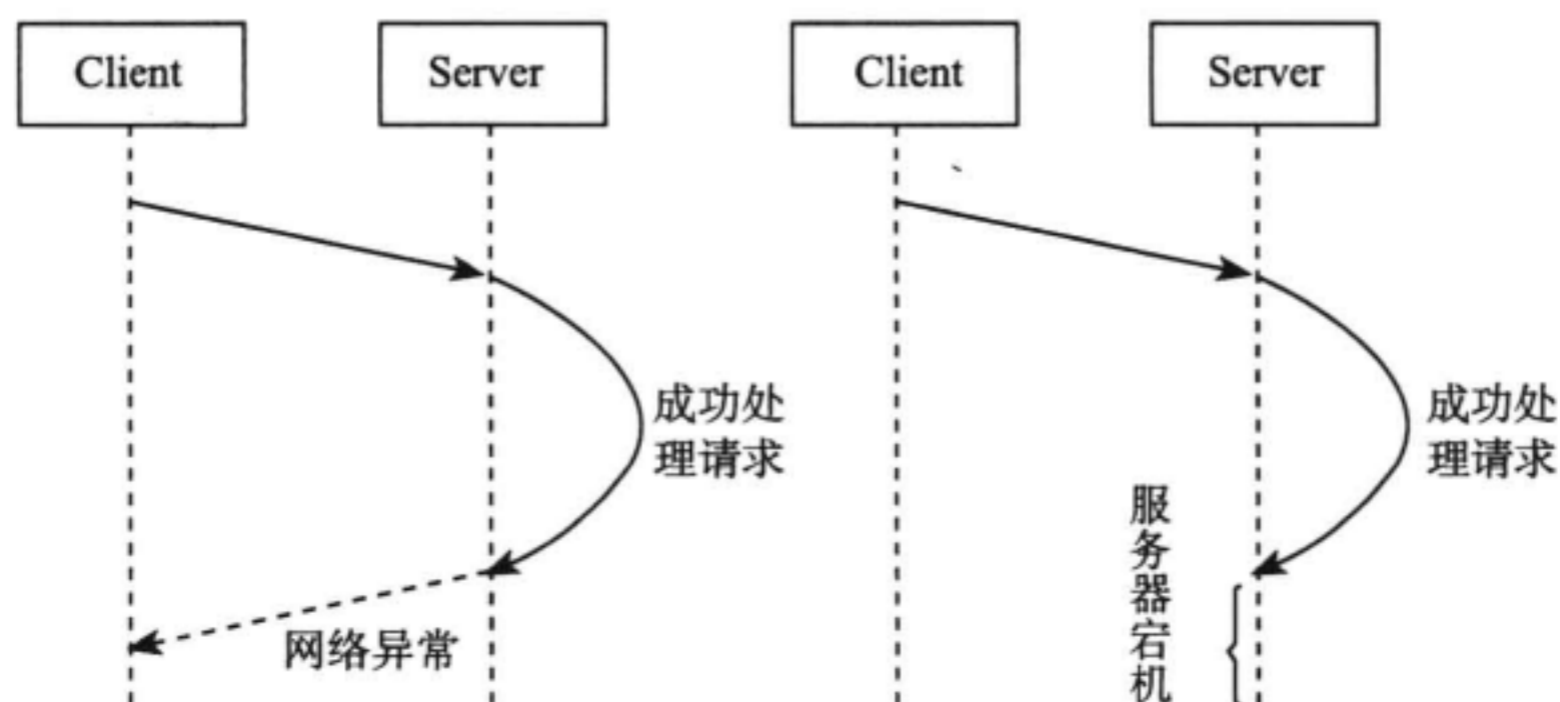 Client
Server
成功处
理请求
网络异常
Client
Server
成功处
理请求
服务器宕机